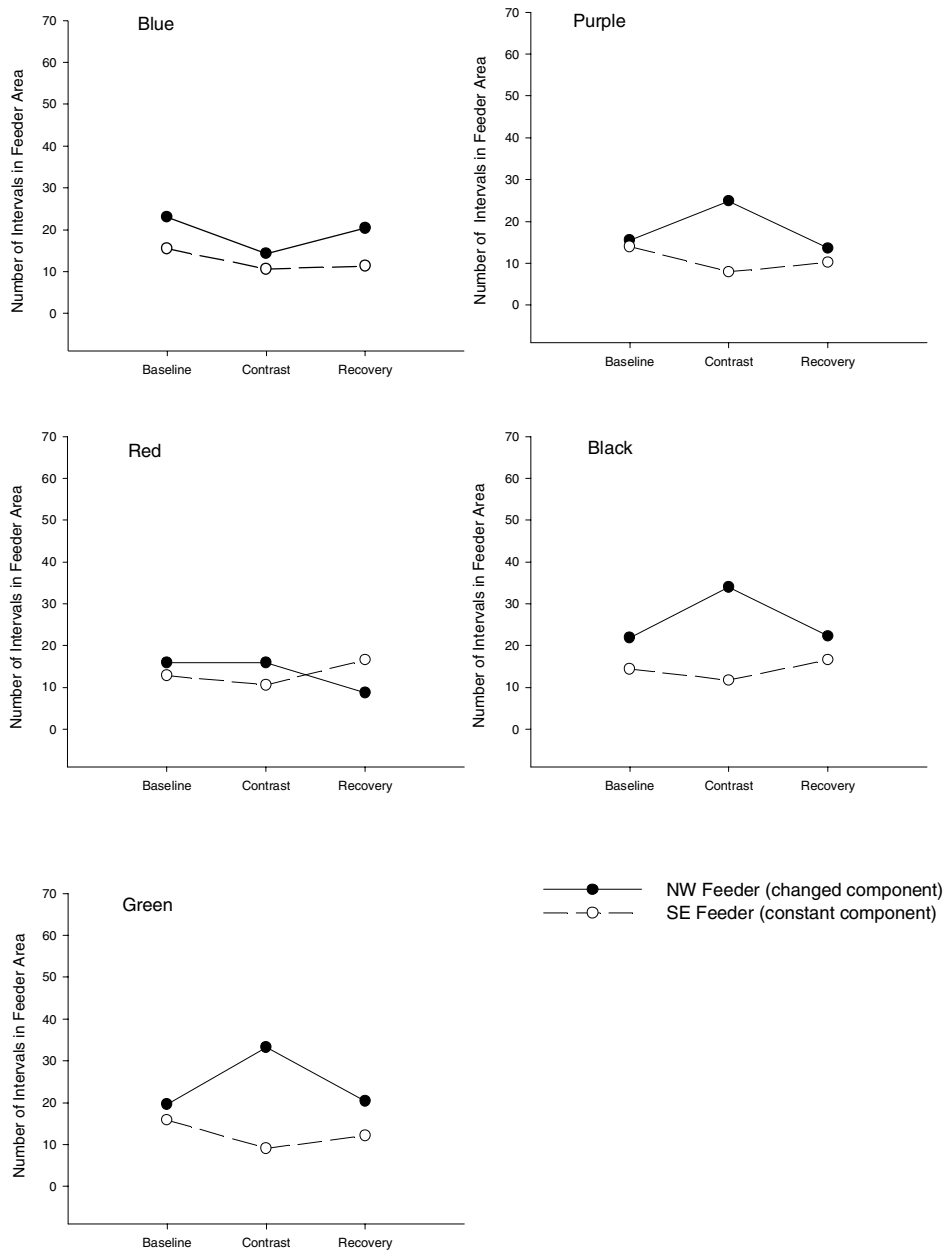 Blue
Number of Intervals in Feeder Area
70
60
50
40
30
20
10
0
Baseline Contrast Recovery
Purple
Number of Intervals in Feeder Area
70
60
50
40
30
20
10
0
Baseline Contrast Recovery
Red
Number of Intervals in Feeder Area
70
60
50
40
30
20
10
0
Baseline Contrast Recovery
Black
Number of Intervals in Feeder Area
70
60
50
40
30
20
10
0
Baseline Contrast Recovery
Green
Number of Intervals in Feeder Area
70
60
50
40
30
20
10
0
Baseline Contrast Recovery
NW Feeder (changed component)
SE Feeder (constant component)